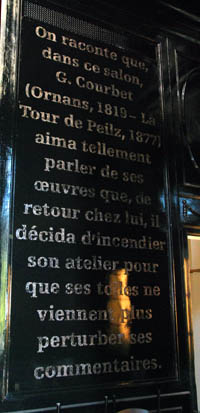 On raconte que,
dans ce salon,
G. Courbet
(Ornans, 1819 – La
Tour de Peilz, 1877)
aima tellement
parler de ses
œuvres que, de
retour chez lui, il
décida d'incendier
son atelier pour
que ses toiles ne
viennent plus
perturber ses
commentaires.